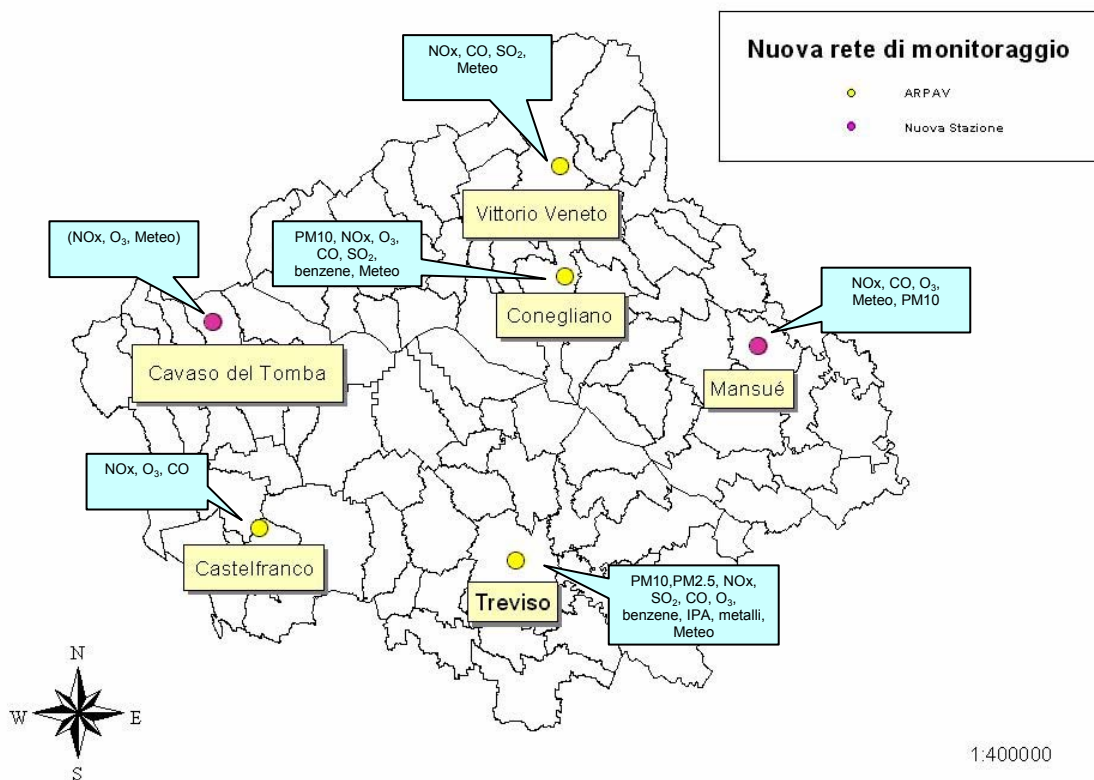 Nuova rete di monitoraggio
ARPAV
Nuova Stazione
NOx, CO, SO₂,
Meteo
Vittorio Veneto
(NOx, O₃, Meteo)
Cavaso del Tomba
PM10, NOx, O₃,
CO, SO₂,
benzene, Meteo
Conegliano
NOx, CO, O₃,
Meteo, PM10
Mansué
NOx, O₃, CO
Castelfranco
Treviso
PM10,PM2.5, NOx,
SO₂, CO, O₃,
benzene, IPA, metalli,
Meteo
N
W
E
S
1:400000